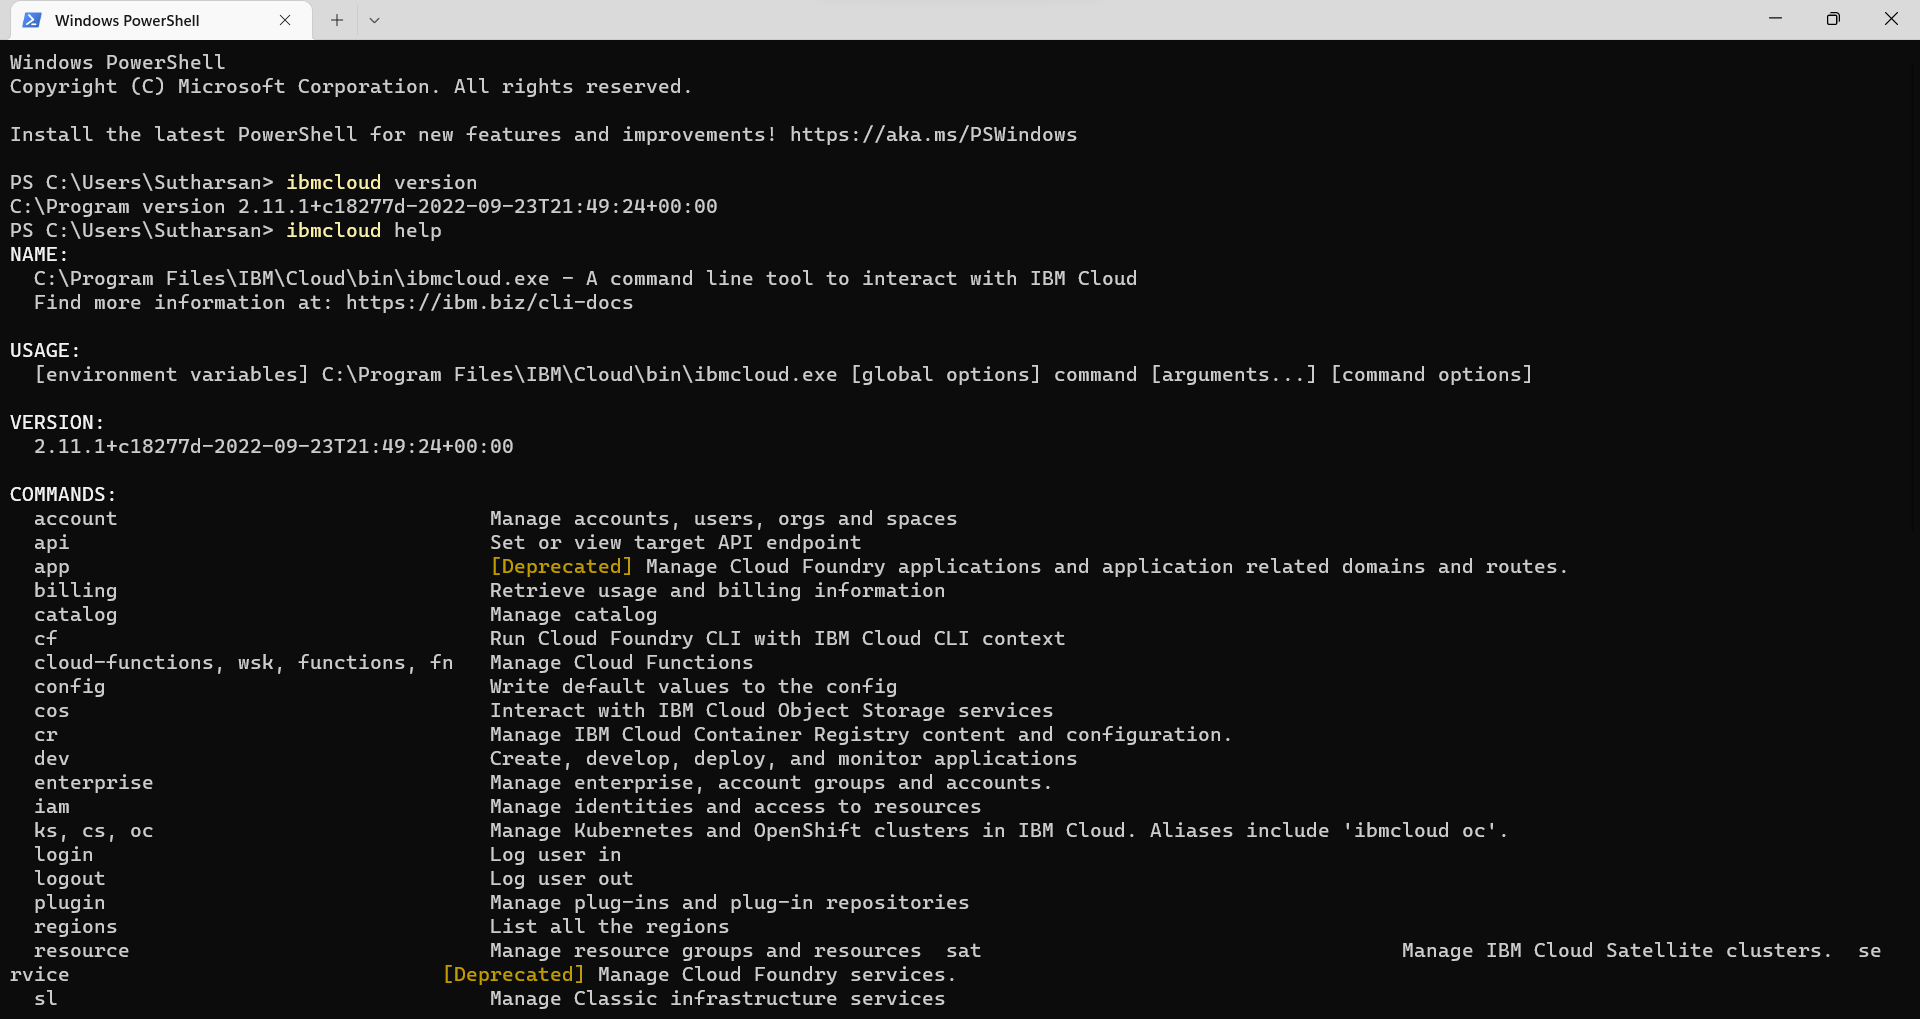 Windows PowerShell
Windows PowerShell
Copyright (C) Microsoft Corporation. All rights reserved.
Install the latest PowerShell for new features and improvements! https://aka.ms/PSWindows
PS C:\Users\Sutharsan> ibmcloud version
C:\Program version 2.11.1+c18277d-2022-09-23T21:49:24+00:00
PS C:\Users\Sutharsan> ibmcloud help
NAME:
C:\Program Files\IBM\Cloud\bin\ibmcloud.exe - A command line tool to interact with IBM Cloud
Find more information at: https://ibm.biz/cli-docs
USAGE:
[environment variables] C:\Program Files\IBM\Cloud\bin\ibmcloud.exe [global options] command [arguments...] [command options]
VERSION:
2.11.1+c18277d-2022-09-23T21:49:24+00:00
COMMANDS:
account Manage accounts, users, orgs and spaces
api Set or view target API endpoint
app [Deprecated] Manage Cloud Foundry applications and application related domains and routes.
billing Retrieve usage and billing information
catalog Manage catalog
cf Run Cloud Foundry CLI with IBM Cloud CLI context
cloud-functions, wsk, functions, fn Manage Cloud Functions
config Write default values to the config
cos Interact with IBM Cloud Object Storage services
cr Manage IBM Cloud Container Registry content and configuration.
dev Create, develop, deploy, and monitor applications
enterprise Manage enterprise, account groups and accounts.
iam Manage identities and access to resources
ks, cs, oc Manage Kubernetes and OpenShift clusters in IBM Cloud. Aliases include 'ibmcloud oc'.
login Log user in
logout Log user out
plugin Manage plug-ins and plug-in repositories
regions List all the regions
resource Manage resource groups and resources sat Manage IBM Cloud Satellite clusters. se
rvice [Deprecated] Manage Cloud Foundry services.
sl Manage Classic infrastructure services